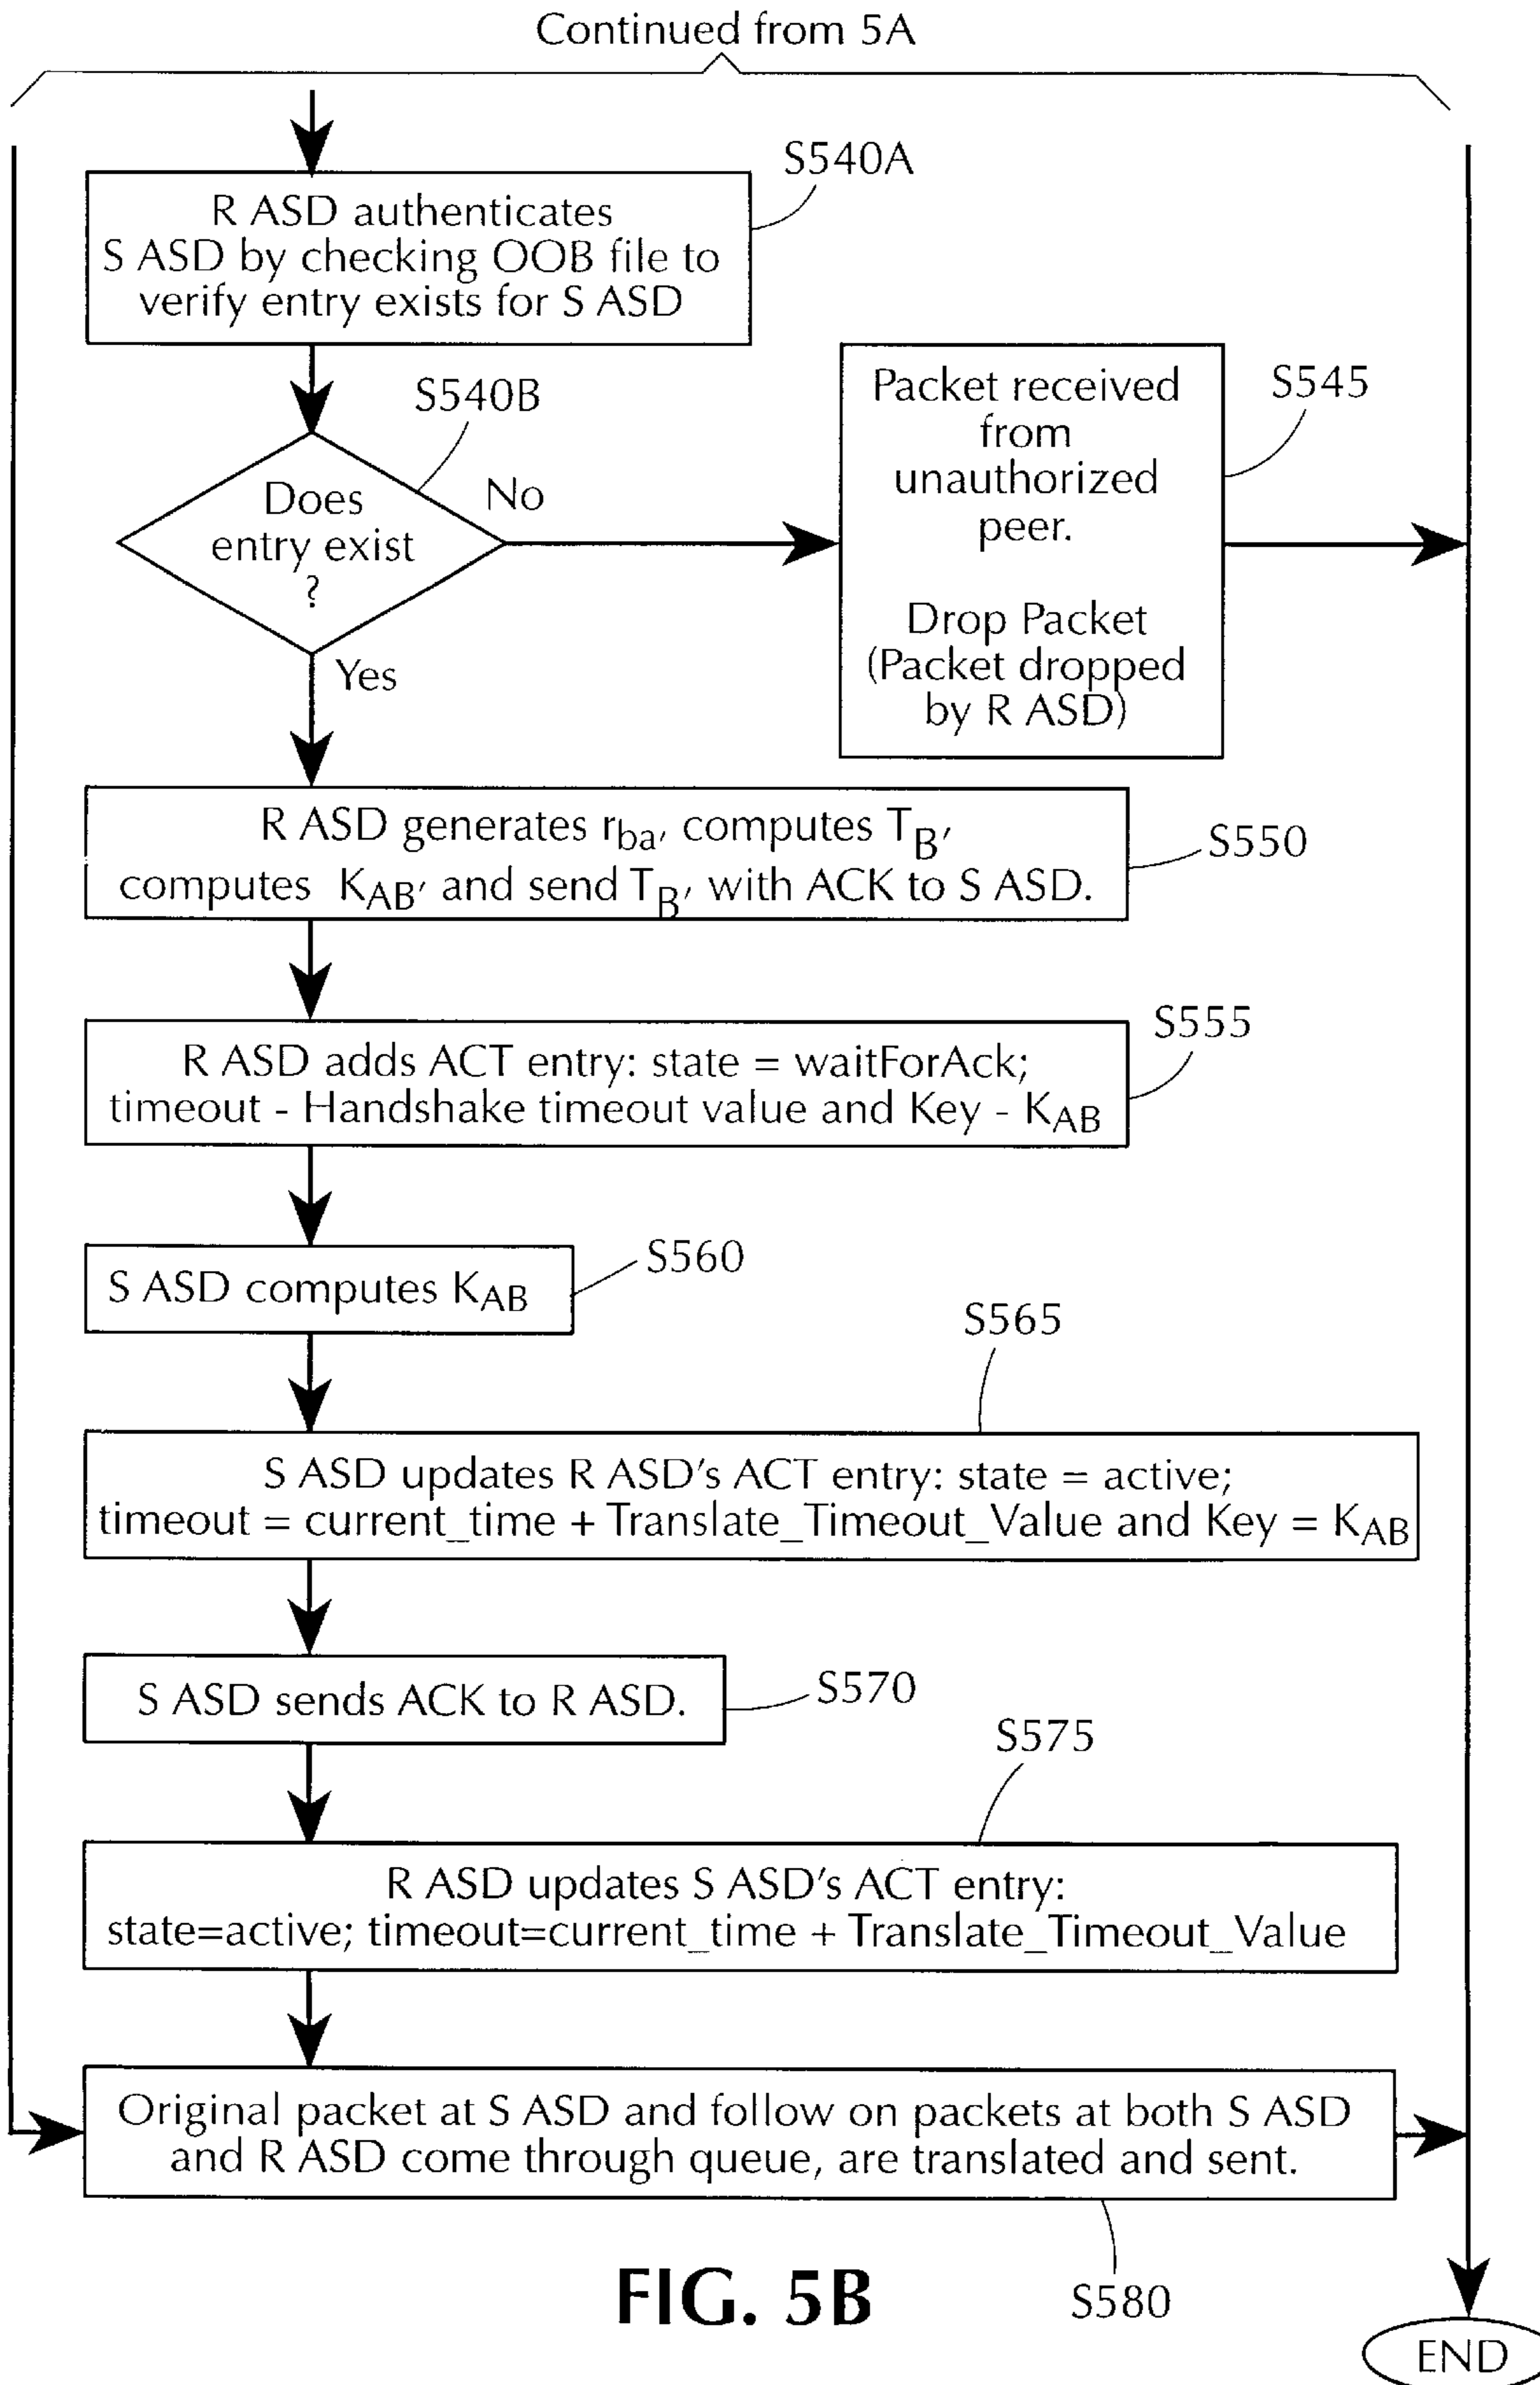 Continued from 5A
S540A
R ASD authenticates
S ASD by checking OOB file to
verify entry exists for S ASD
S540B
Does
entry exist
?
No
Yes
S545
Packet received
from
unauthorized
peer.
Drop Packet
(Packet dropped
by R ASD)
R ASD generates rba, computes TB,
computes KAB, and send TB, with ACK to S ASD.
S550
S555
R ASD adds ACT entry: state = waitForAck;
timeout - Handshake timeout value and Key - KAB
S ASD computes KAB
S560
S565
S ASD updates R ASD's ACT entry: state = active;
timeout = current_time + Translate_Timeout_Value and Key = KAB
S ASD sends ACK to R ASD.
S570
S575
R ASD updates S ASD's ACT entry:
state=active; timeout=current_time + Translate_Timeout_Value
Original packet at S ASD and follow on packets at both S ASD
and R ASD come through queue, are translated and sent.
S580
FIG. 5B
END